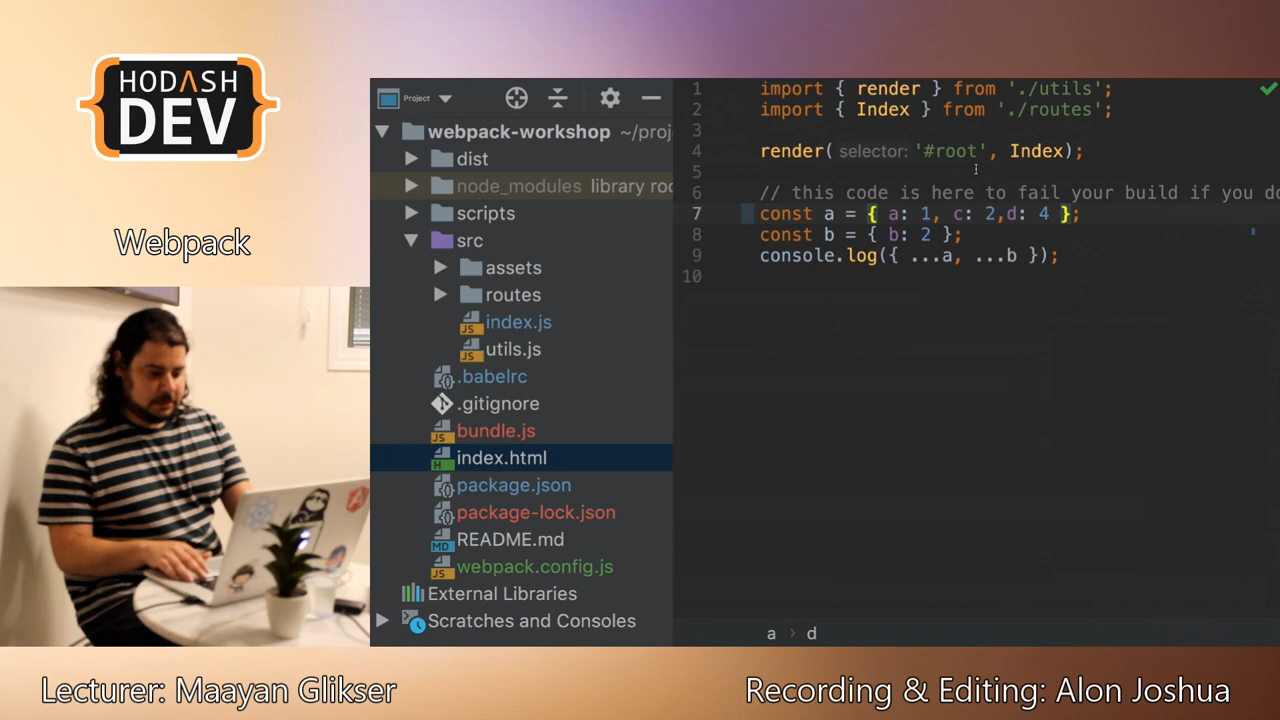 HODASH
DEV
Webpack
Project
webpack-workshop ~/proj
dist
node_modules library roo
scripts
src
assets
routes
index.js
utils.js
.babelrc
.gitignore
bundle.js
index.html
package.json
package-lock.json
README.md
webpack.config.js
External Libraries
Scratches and Consoles
1 import { render } from './utils';
2 import { Index } from './routes';
3
4 render( selector: '#root', Index);
5
6 // this code is here to fail your build if you do
7 const a = { a: 1, c: 2,d: 4 };
8 const b = { b: 2 };
9 console.log({ ...a, ...b });
10
a › d
Lecturer: Maayan Glikser
Recording & Editing: Alon Joshua